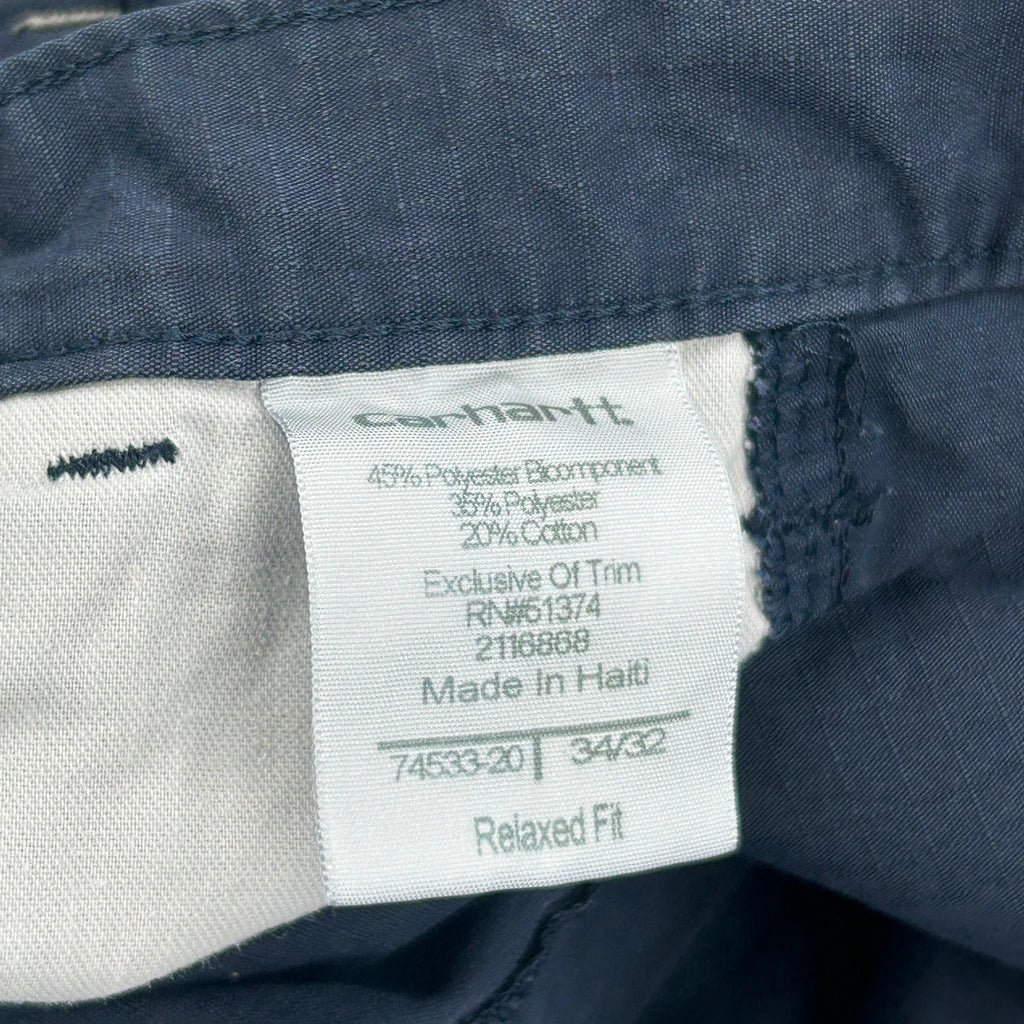 carhartt.
45% Polyester Bicomponent
35% Polyester
20% Cotton
Exclusive Of Trim
RN#61374
2116868
Made In Haiti
74533-20 | 34/32
Relaxed Fit